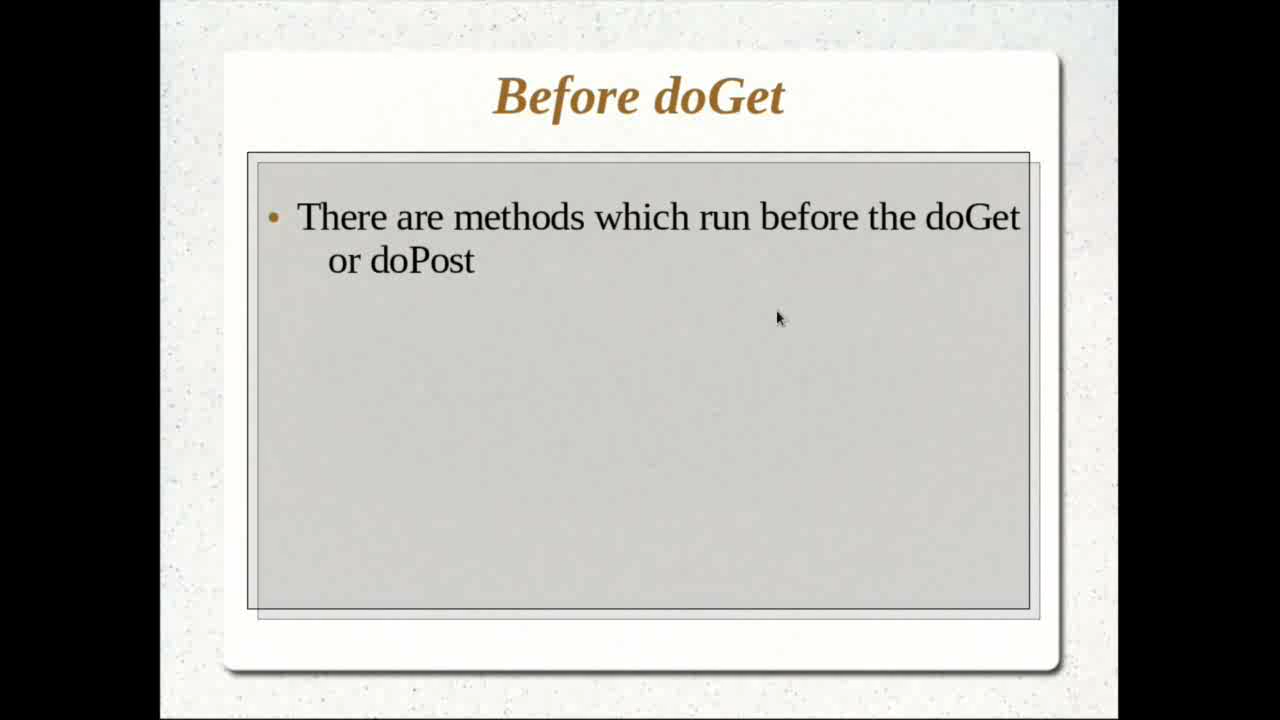 Before doGet
• There are methods which run before the doGet
or doPost